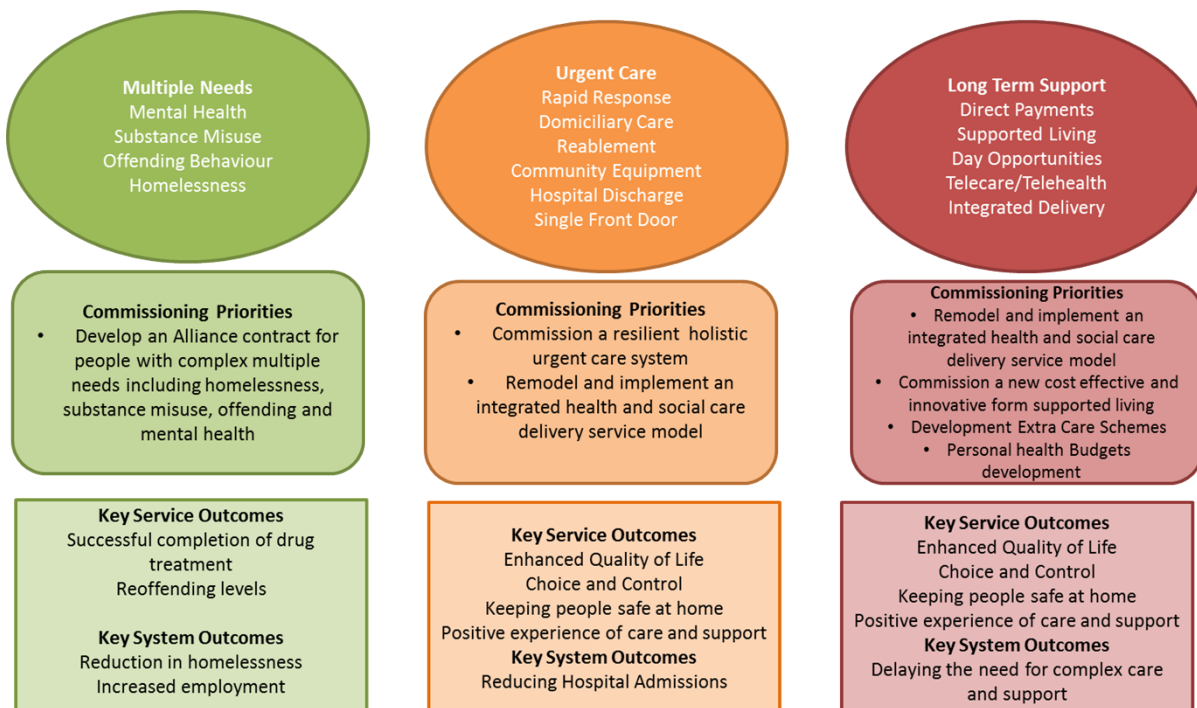 Multiple Needs
Mental Health
Substance Misuse
Offending Behaviour
Homelessness
Commissioning Priorities
• Develop an Alliance contract for
people with complex multiple
needs including homelessness,
substance misuse, offending and
mental health
Key Service Outcomes
Successful completion of drug
treatment
Reoffending levels
Key System Outcomes
Reduction in homelessness
Increased employment
Urgent Care
Rapid Response
Domiciliary Care
Reablement
Community Equipment
Hospital Discharge
Single Front Door
Commissioning Priorities
• Commission a resilient holistic
urgent care system
• Remodel and implement an
integrated health and social care
delivery service model
Key Service Outcomes
Enhanced Quality of Life
Choice and Control
Keeping people safe at home
Positive experience of care and support
Key System Outcomes
Reducing Hospital Admissions
Long Term Support
Direct Payments
Supported Living
Day Opportunities
Telecare/Telehealth
Integrated Delivery
Commissioning Priorities
• Remodel and implement an
integrated health and social care
delivery service model
• Commission a new cost effective and
innovative form supported living
• Development Extra Care Schemes
• Personal health Budgets
development
Key Service Outcomes
Enhanced Quality of Life
Choice and Control
Keeping people safe at home
Positive experience of care and support
Key System Outcomes
Delaying the need for complex care
and support